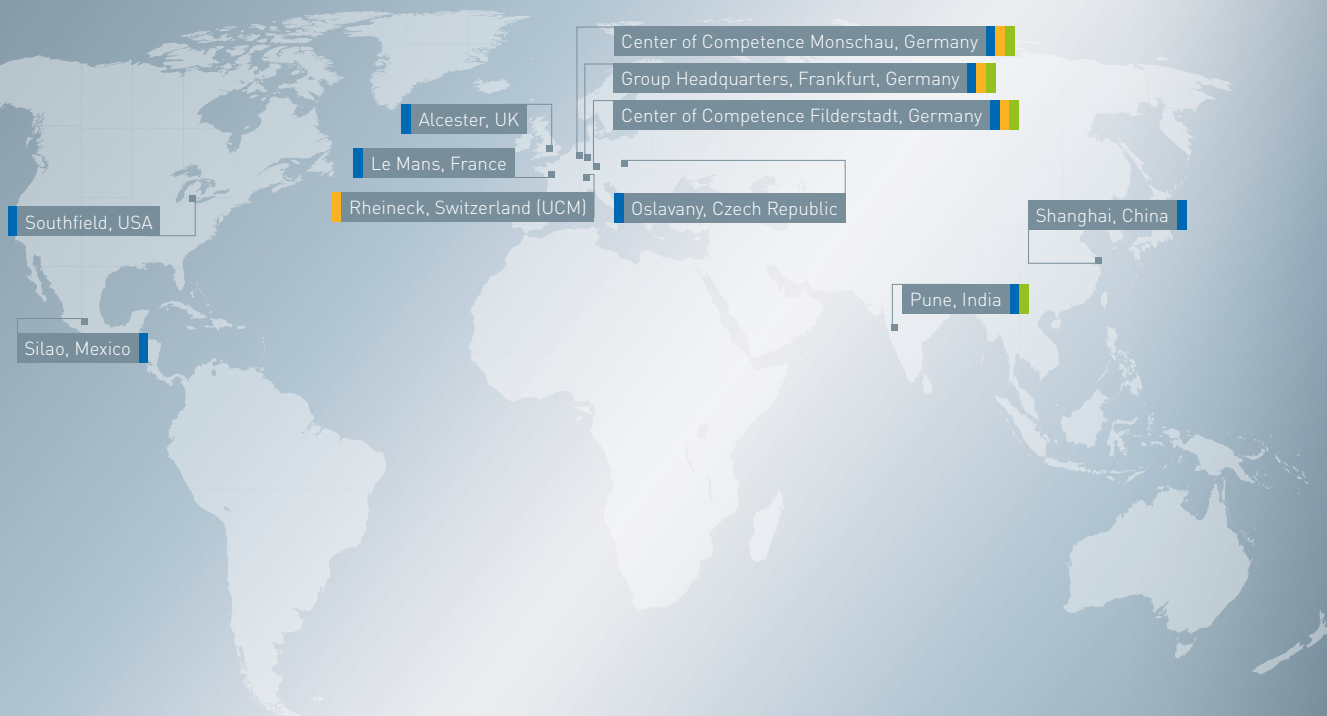 Center of Competence Monschau, Germany
Group Headquarters, Frankfurt, Germany
Center of Competence Filderstadt, Germany
Alcester, UK
Le Mans, France
Rheineck, Switzerland (UCM)
Oslavany, Czech Republic
Southfield, USA
Shanghai, China
Pune, India
Silao, Mexico